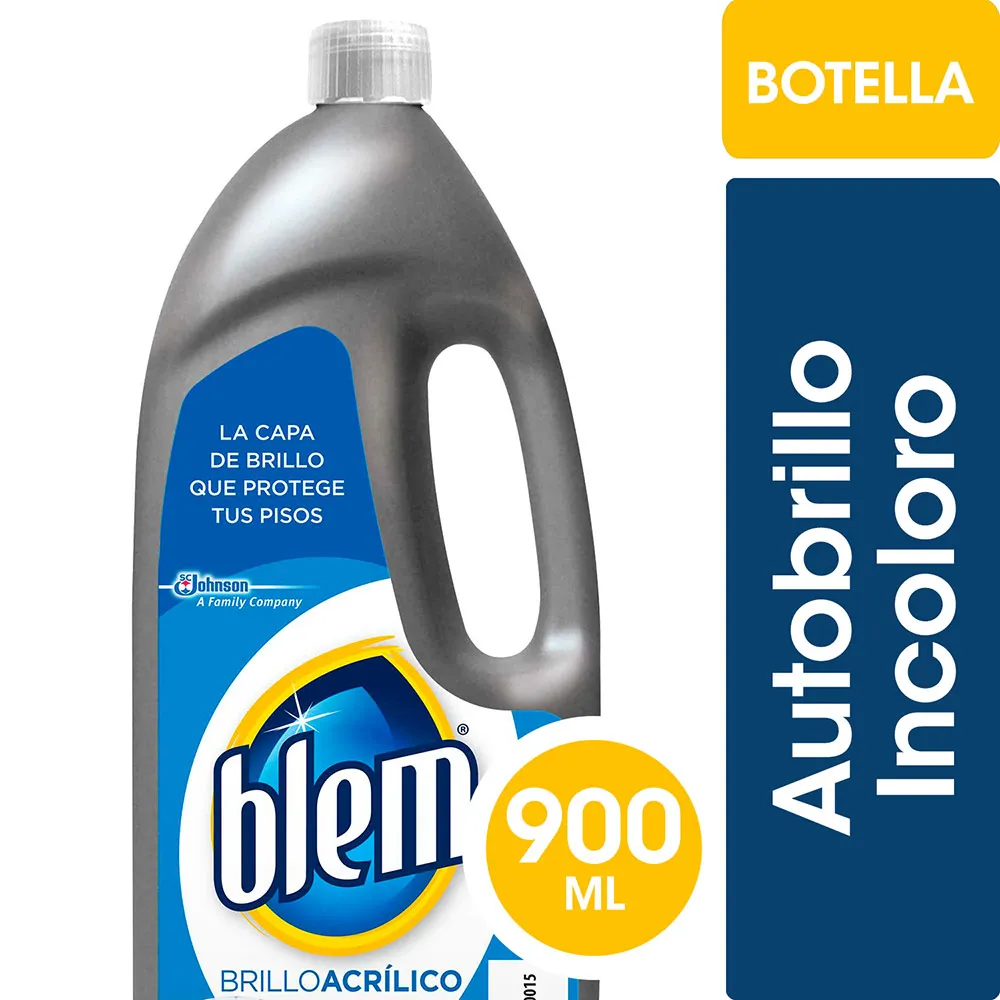 BOTELLA
Autobrillo
Incoloro
LA CAPA
DE BRILLO
QUE PROTEGE
TUS PISOS
SC Johnson
A Family Company
blem®
900
ML
BRILLOACRÍLICO
0015